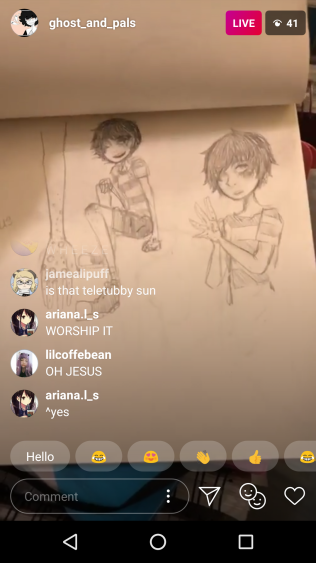 ghost_and_pals
LIVE
41
jamealipuff
is that teletubby sun
ariana.l_s
WORSHIP IT
lilcoffebean
OH JESUS
ariana.l_s
^yes
Hello
Comment